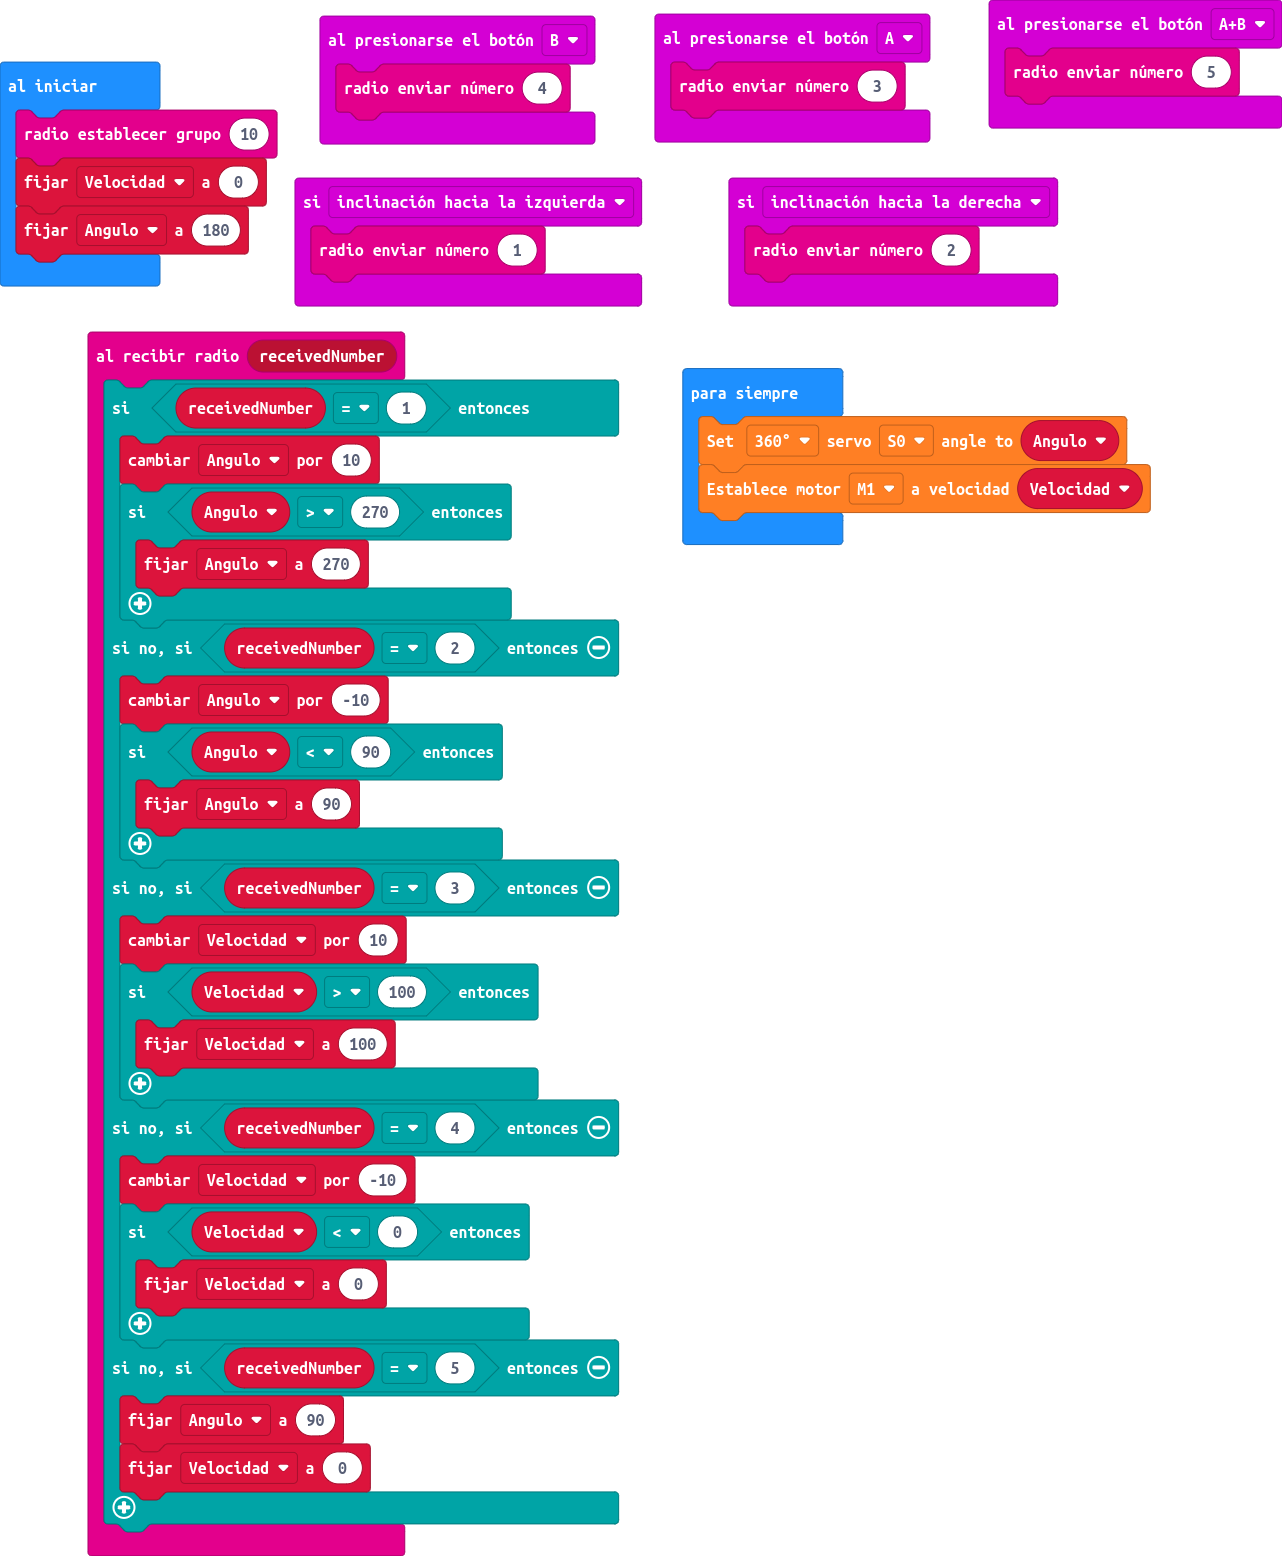 al presionarse el botón B
radio enviar número 4
al presionarse el botón A
radio enviar número 3
al presionarse el botón A+B
radio enviar número 5
al iniciar
radio establecer grupo 10
fijar Velocidad a 0
fijar Angulo a 180
si inclinación hacia la izquierda
radio enviar número 1
si inclinación hacia la derecha
radio enviar número 2
al recibir radio receivedNumber
si receivedNumber = 1 entonces
cambiar Angulo por 10
si Angulo > 270 entonces
fijar Angulo a 270
si no, si receivedNumber = 2 entonces
cambiar Angulo por -10
si Angulo < 90 entonces
fijar Angulo a 90
si no, si receivedNumber = 3 entonces
cambiar Velocidad por 10
si Velocidad > 100 entonces
fijar Velocidad a 100
si no, si receivedNumber = 4 entonces
cambiar Velocidad por -10
si Velocidad < 0 entonces
fijar Velocidad a 0
si no, si receivedNumber = 5 entonces
fijar Angulo a 90
fijar Velocidad a 0
para siempre
Set 360° servo S0 angle to Angulo
Establece motor M1 a velocidad Velocidad